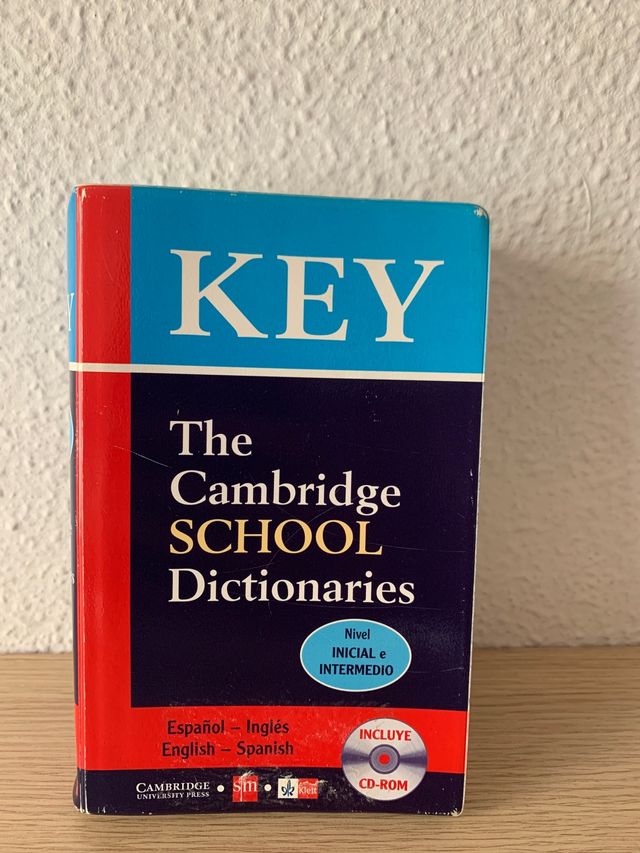 KEY
The
Cambridge
SCHOOL
Dictionaries
Nivel
INICIAL e
INTERMEDIO
Español – Inglés
English – Spanish
INCLUYE
CD-ROM
CAMBRIDGE
UNIVERSITY PRESS
sm
Klett
Y